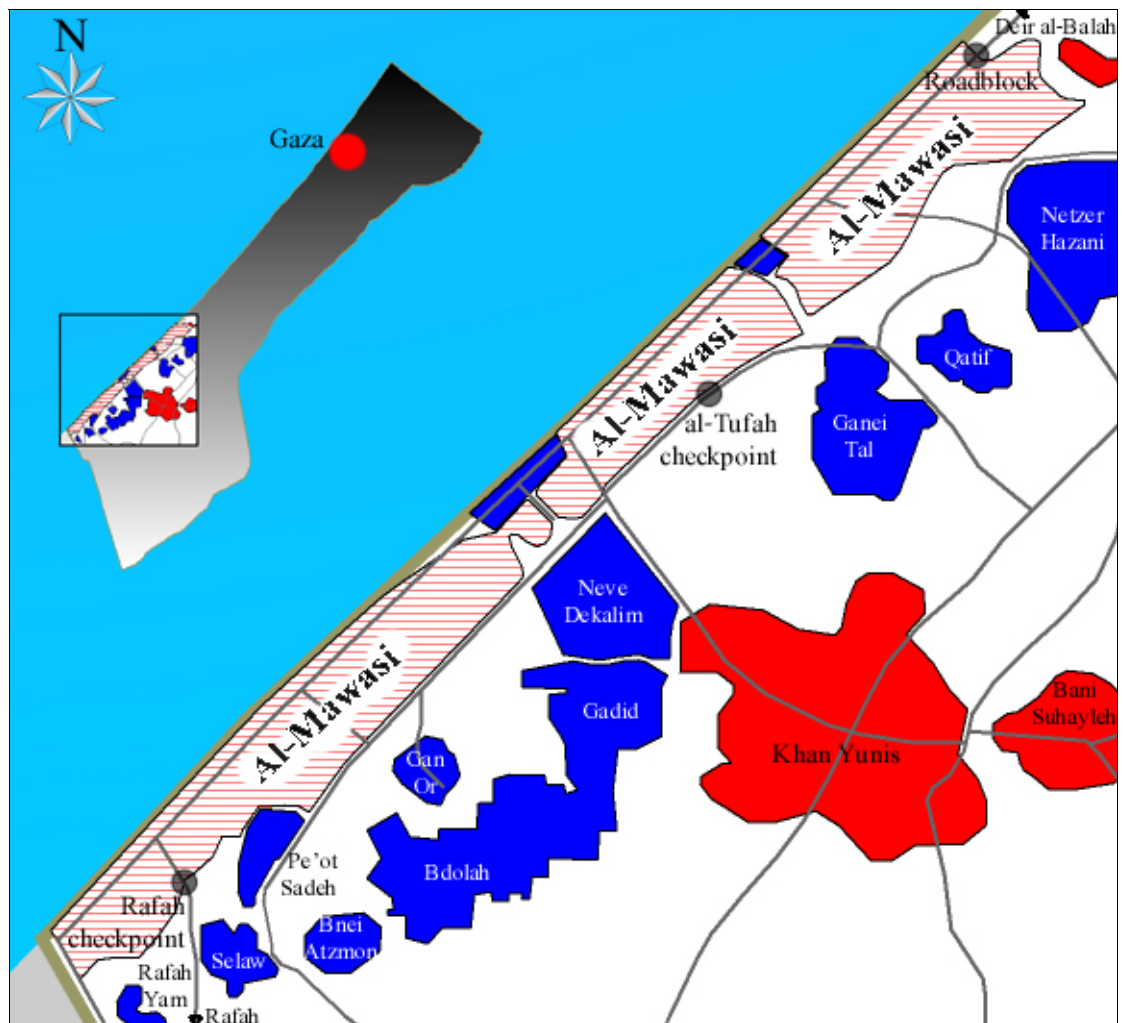 N
Deir al-Balah
Roadblock
Gaza
Al-Mawasi
Netzer
Hazani
Al-Mawasi
Qatif
al-Tufah
checkpoint
Ganei
Tal
Neve
Dekalim
Al-Mawasi
Gadid
Bani
Suhayleh
Khan Yunis
Gan
Or
Pe'ot
Sadeh
Bdolah
Rafah
checkpoint
Bnei
Atzmon
Selaw
Rafah
Yam
Rafah